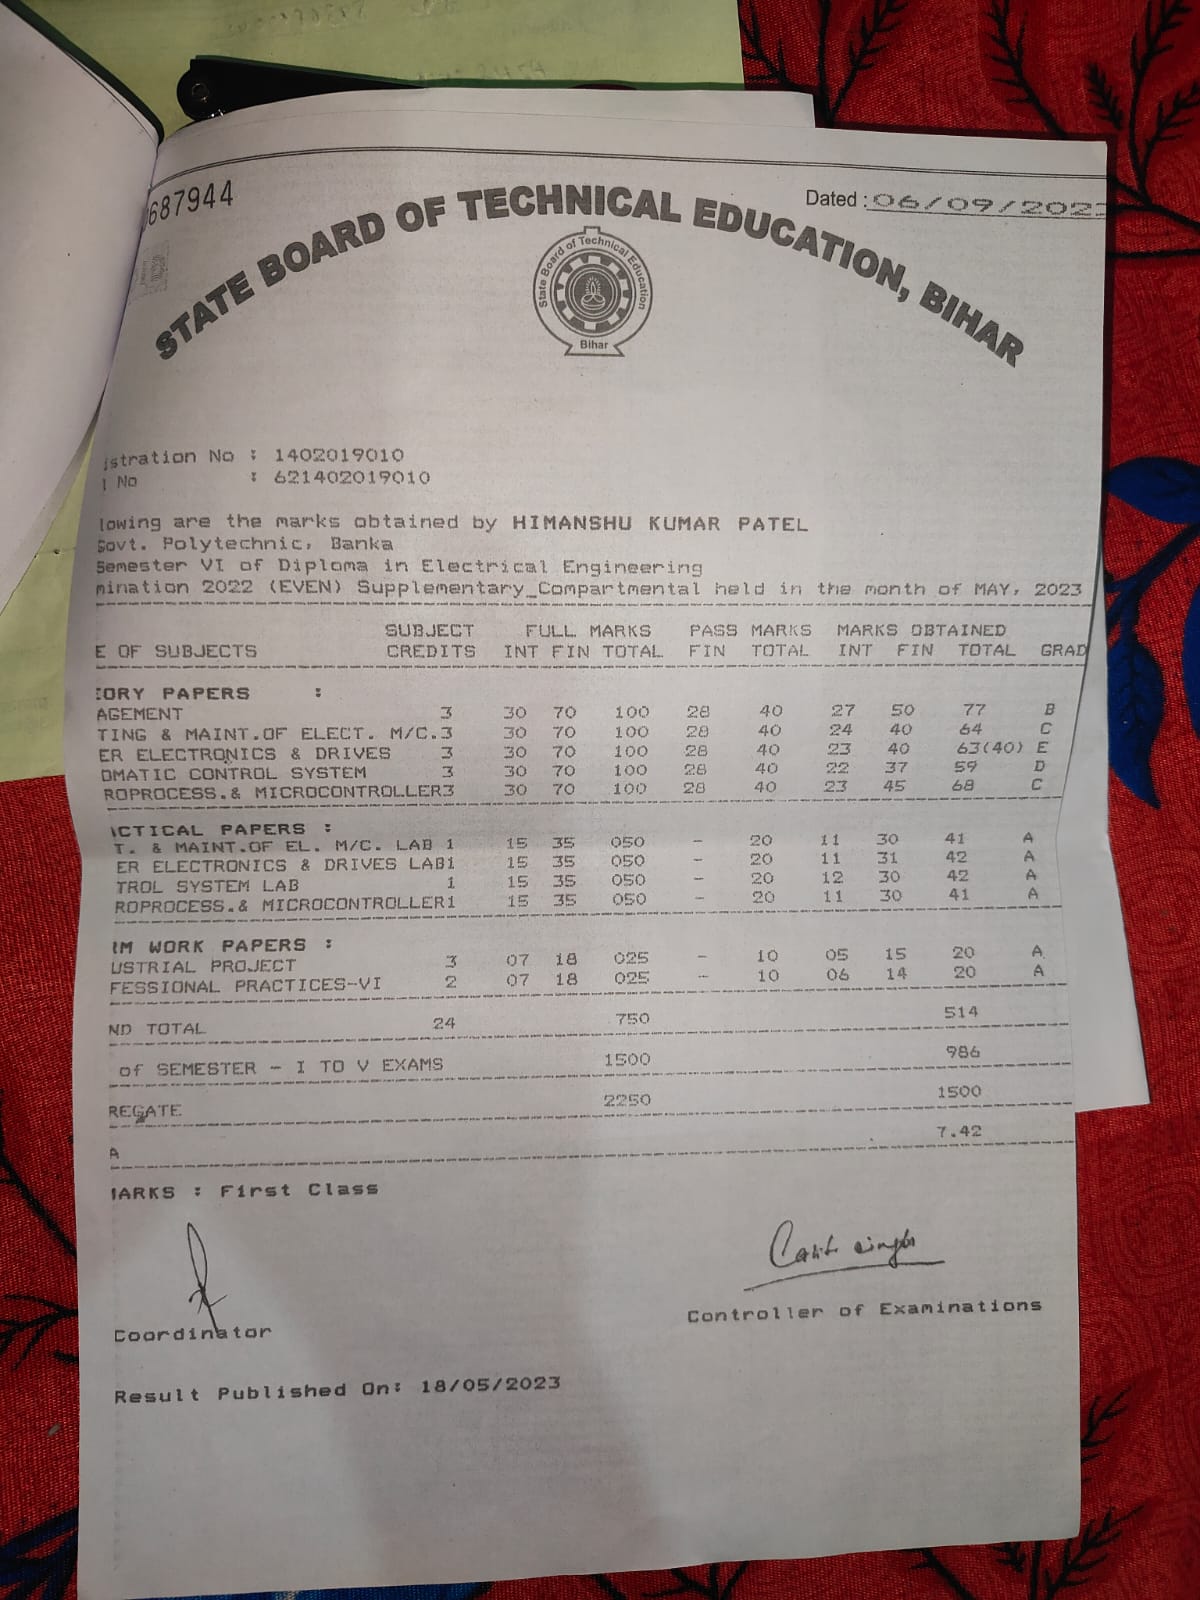 687944
Dated : 06/09/202
STATE BOARD OF TECHNICAL EDUCATION, BIHAR
State Board of Technical Education
Bihar
istration No : 1402019010
l No : 621402019010
lowing are the marks obtained by HIMANSHU KUMAR PATEL
Govt. Polytechnic, Banka
Semester VI of Diploma in Electrical Engineering
mination 2022 (EVEN) Supplementary_Compartmental held in the month of MAY, 2023
SUBJECT FULL MARKS PASS MARKS MARKS OBTAINED
E OF SUBJECTS CREDITS INT FIN TOTAL FIN TOTAL INT FIN TOTAL GRAD
EORY PAPERS :
AGEMENT 3 30 70 100 28 40 27 50 77 B
TING & MAINT.OF ELECT. M/C.3 30 70 100 28 40 24 40 64 C
ER ELECTRONICS & DRIVES 3 30 70 100 28 40 23 40 63(40) E
OMATIC CONTROL SYSTEM 3 30 70 100 28 40 22 37 59 D
ROPROCESS.& MICROCONTROLLER3 30 70 100 28 40 23 45 68 C
ACTICAL PAPERS :
T. & MAINT.OF EL. M/C. LAB 1 15 35 050 - 20 11 30 41 A
ER ELECTRONICS & DRIVES LAB1 15 35 050 - 20 11 31 42 A
TROL SYSTEM LAB 1 15 35 050 - 20 12 30 42 A
ROPROCESS.& MICROCONTROLLER1 15 35 050 - 20 11 30 41 A
RM WORK PAPERS :
USTRIAL PROJECT 3 07 18 025 - 10 05 15 20 A
FESSIONAL PRACTICES-VI 2 07 18 025 - 10 06 14 20 A
ND TOTAL 24 750 514
of SEMESTER - I TO V EXAMS 1500 986
REGATE 2250 1500
A 7.42
MARKS : First Class
Coordinator
Controller of Examinations
Result Published On: 18/05/2023